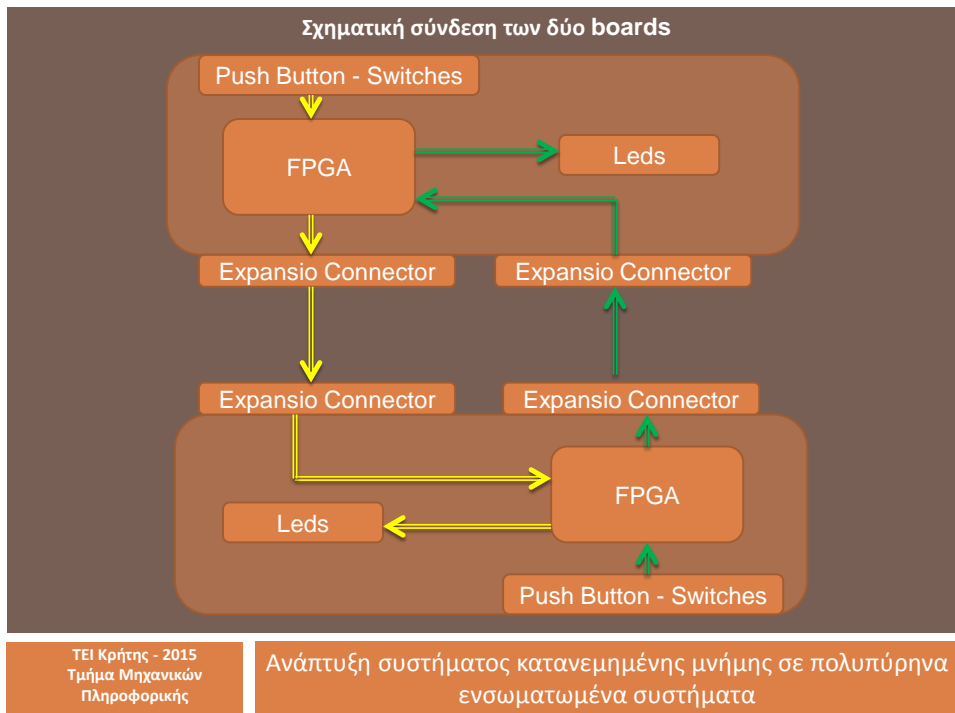 Σχηματική σύνδεση των δύο boards
Push Button - Switches
FPGA
Leds
Expansio Connector
Expansio Connector
Expansio Connector
Expansio Connector
FPGA
Leds
Push Button - Switches
ΤΕΙ Κρήτης - 2015
Τμήμα Μηχανικών
Πληροφορικής
Ανάπτυξη συστήματος κατανεμημένης μνήμης σε πολυπύρηνα
ενσωματωμένα συστήματα